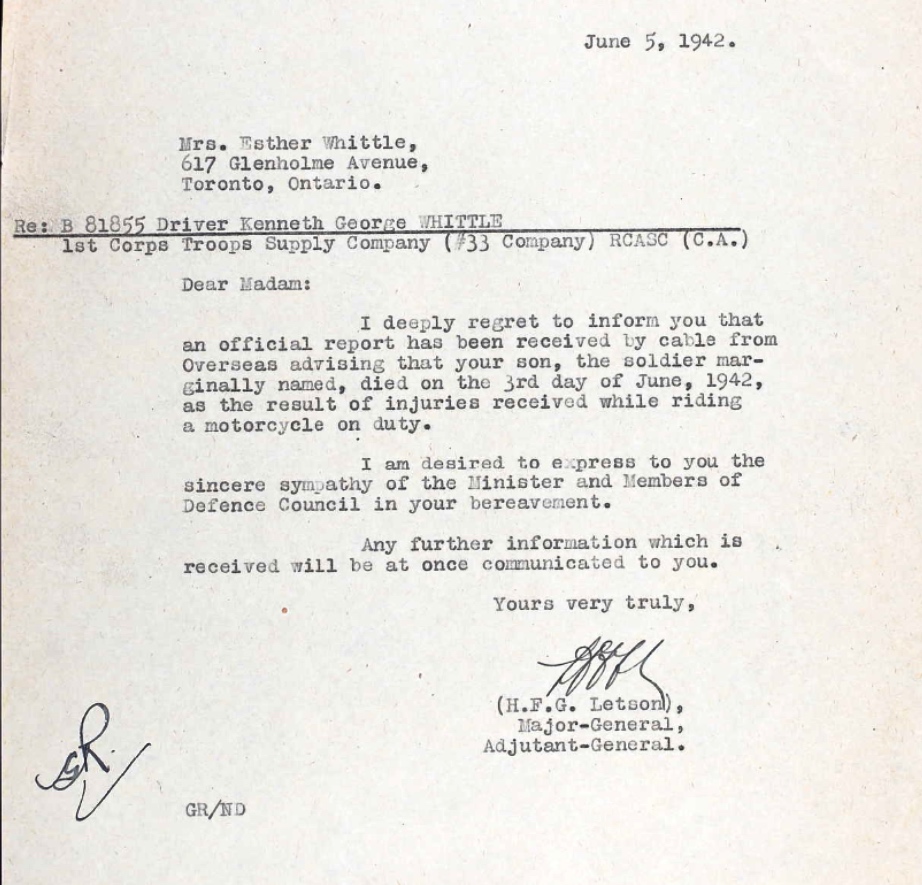 June 5, 1942.
Mrs. Esther Whittle,
617 Glenholme Avenue,
Toronto, Ontario.
Re: B 81855 Driver Kenneth George WHITTLE
1st Corps Troops Supply Company (#33 Company) RCASC (C.A.)
Dear Madam:
I deeply regret to inform you that
an official report has been received by cable from
Overseas advising that your son, the soldier mar-
ginally named, died on the 3rd day of June, 1942,
as the result of injuries received while riding
a motorcycle on duty.
I am desired to express to you the
sincere sympathy of the Minister and Members of
Defence Council in your bereavement.
Any further information which is
received will be at once communicated to you.
Yours very truly,
(H.F.G. Letson),
Major-General,
Adjutant-General.
GR/ND